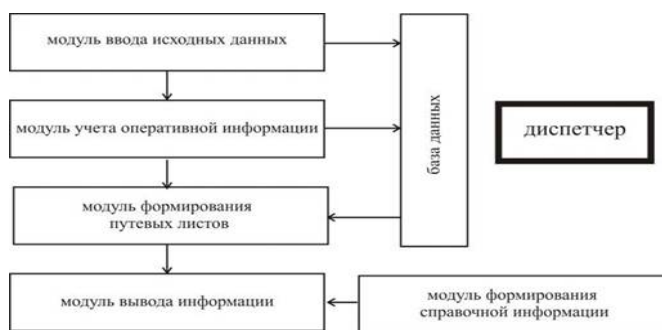 модуль ввода исходных данных
модуль учета оперативной информации
база данных
диспетчер
модуль формирования
путевых листов
модуль вывода информации
модуль формирования
справочной информации